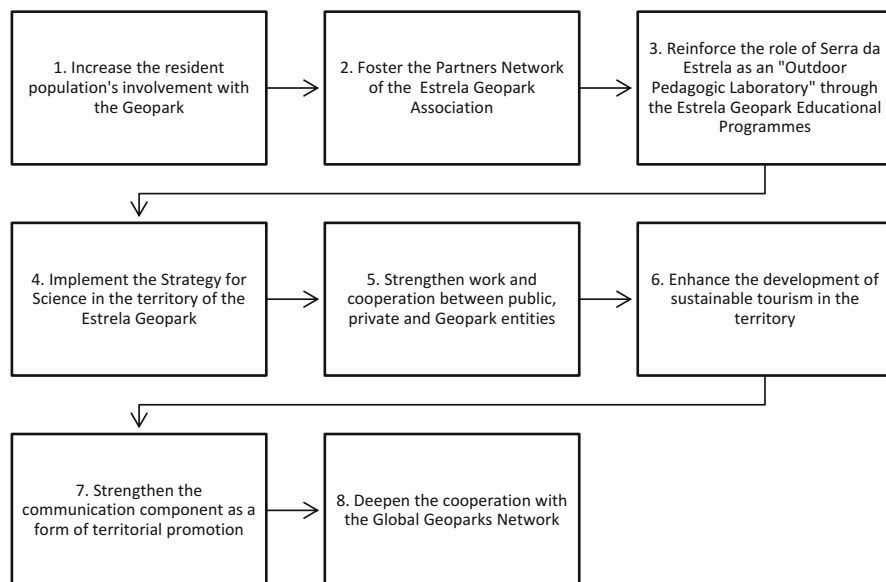 1. Increase the resident
population's involvement with
the Geopark
2. Foster the Partners Network
of the Estrela Geopark
Association
3. Reinforce the role of Serra da
Estrela as an "Outdoor
Pedagogic Laboratory" through
the Estrela Geopark Educational
Programmes
4. Implement the Strategy for
Science in the territory of the
Estrela Geopark
5. Strengthen work and
cooperation between public,
private and Geopark entities
6. Enhance the development of
sustainable tourism in the
territory
7. Strengthen the
communication component as a
form of territorial promotion
8. Deepen the cooperation with
the Global Geoparks Network